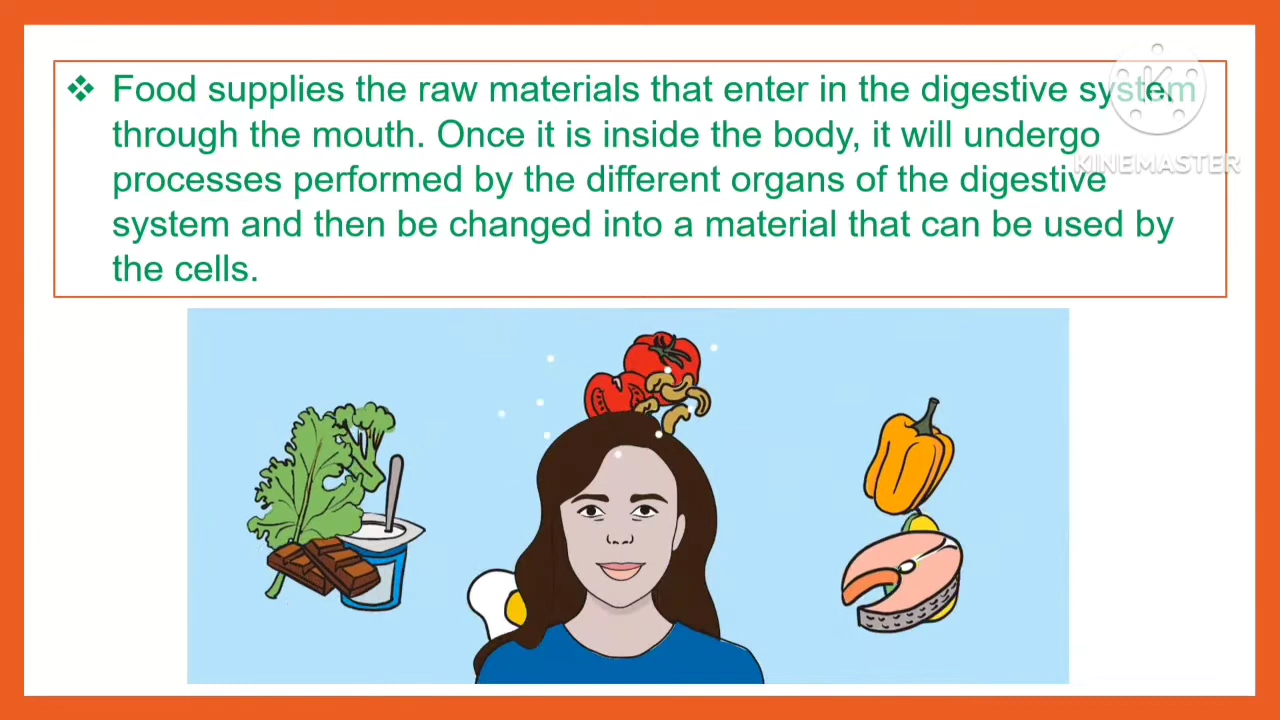 ❖ Food supplies the raw materials that enter in the digestive system
through the mouth. Once it is inside the body, it will undergo
processes performed by the different organs of the digestive
system and then be changed into a material that can be used by
the cells.
K
KINEMASTER